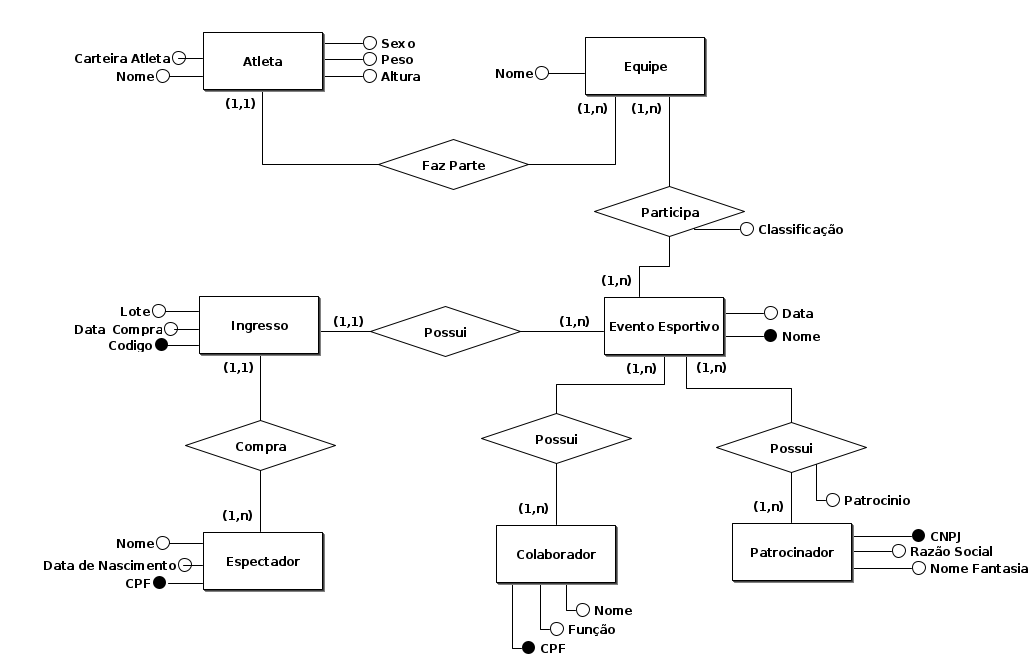 Sexo
Carteira Atleta
Atleta
Peso
Nome
Altura
Equipe
Nome
(1,1)
(1,n)
(1,n)
Faz Parte
Participa
Classificação
(1,n)
Lote
Data Compra
Codigo
Ingresso
(1,1)
Possui
(1,n)
Evento Esportivo
Data
Nome
(1,1)
(1,n)
(1,n)
Compra
Possui
Possui
Patrocinio
(1,n)
(1,n)
(1,n)
Nome
Data de Nascimento
CPF
Espectador
Colaborador
Patrocinador
CNPJ
Razão Social
Nome Fantasia
Nome
Função
CPF